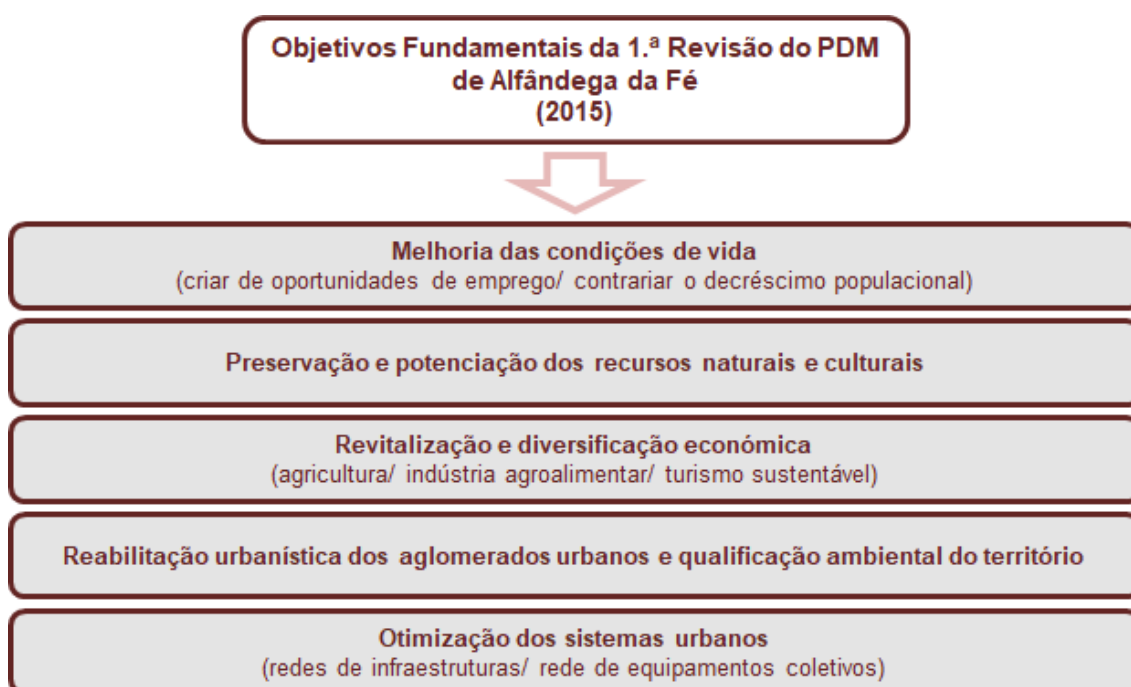 Objetivos Fundamentais da 1.ª Revisão do PDM
de Alfândega da Fé
(2015)
Melhoria das condições de vida
(criar de oportunidades de emprego/ contrariar o decréscimo populacional)
Preservação e potenciação dos recursos naturais e culturais
Revitalização e diversificação económica
(agricultura/ indústria agroalimentar/ turismo sustentável)
Reabilitação urbanística dos aglomerados urbanos e qualificação ambiental do território
Otimização dos sistemas urbanos
(redes de infraestruturas/ rede de equipamentos coletivos)